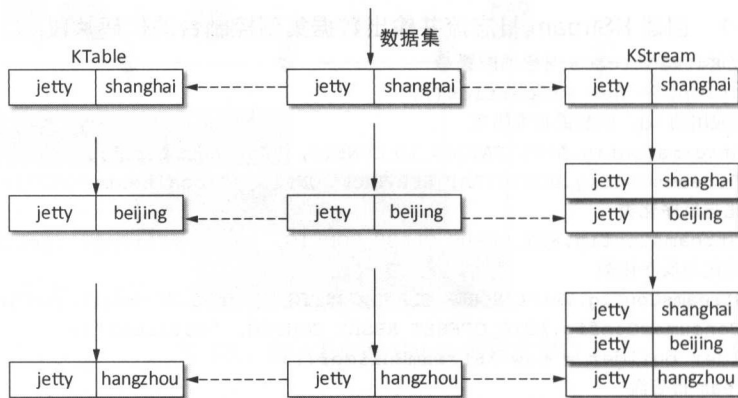 数据集
KTable KStream
jetty shanghai jetty shanghai jetty shanghai
jetty shanghai
jetty beijing jetty beijing jetty beijing
jetty shanghai
jetty beijing
jetty hangzhou jetty hangzhou jetty hangzhou